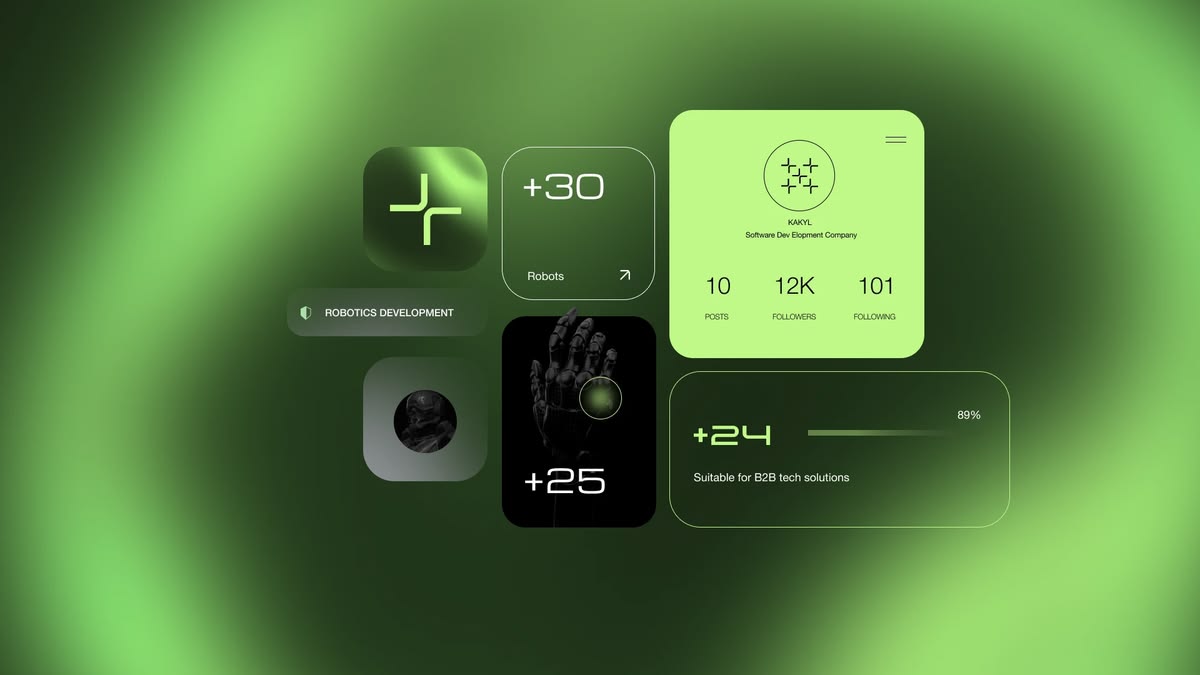 +30
Robots
ROBOTICS DEVELOPMENT
+25
KAKYL
Software Dev Elopment Company
10 12K 101
POSTS FOLLOWERS FOLLOWING
89%
+24
Suitable for B2B tech solutions